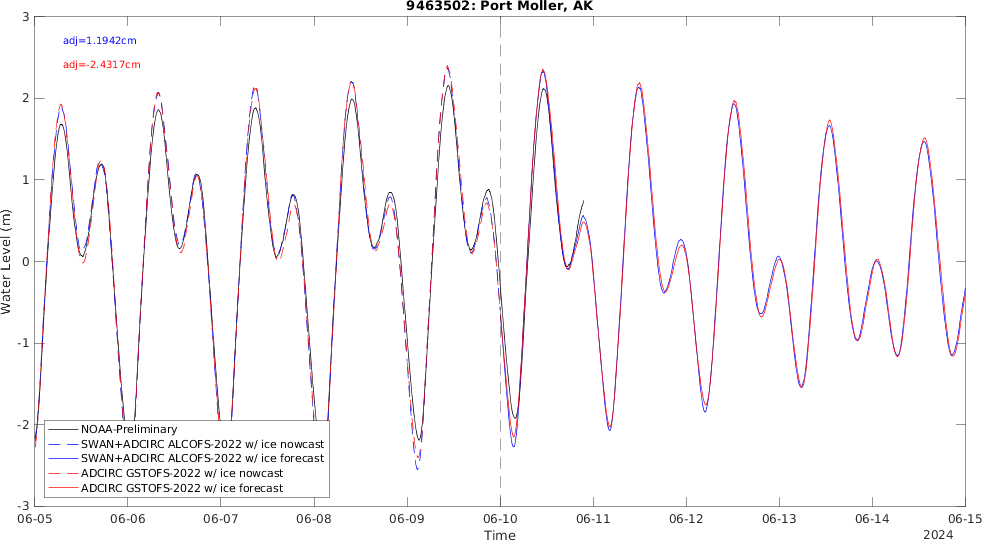 9463502: Port Moller, AK
adj=1.1942cm
adj=-2.4317cm
Water Level (m)
3
2
1
0
-1
-2
-3
NOAA-Preliminary
SWAN+ADCIRC ALCOFS-2022 w/ ice nowcast
SWAN+ADCIRC ALCOFS-2022 w/ ice forecast
ADCIRC GSTOFS-2022 w/ ice nowcast
ADCIRC GSTOFS-2022 w/ ice forecast
06-05 06-06 06-07 06-08 06-09 06-10 06-11 06-12 06-13 06-14 06-15
Time
2024